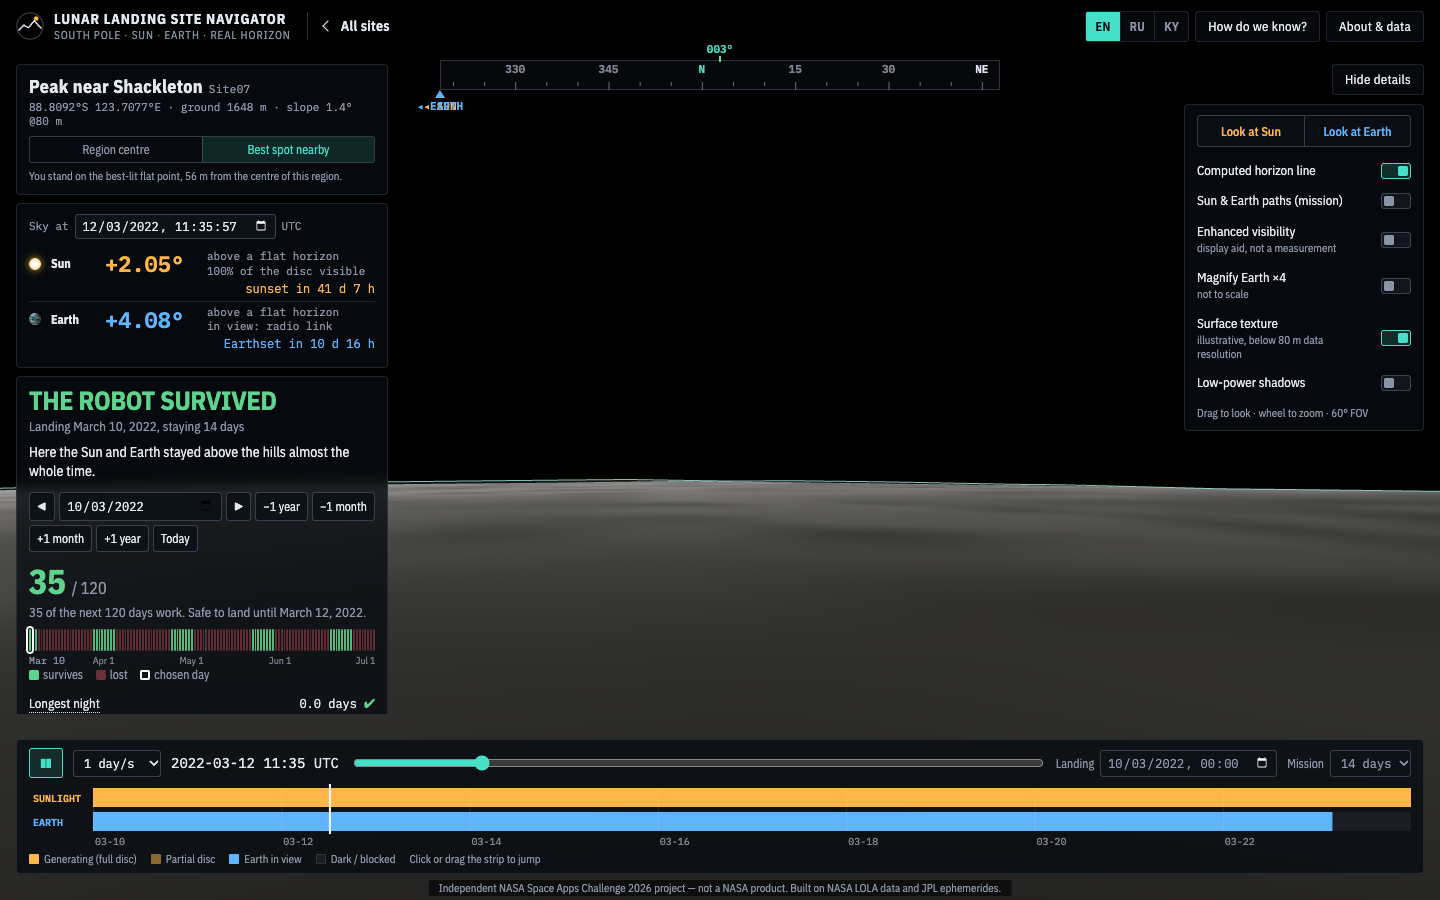 LUNAR LANDING SITE NAVIGATOR
SOUTH POLE · SUN · EARTH · REAL HORIZON
All sites
EN RU KY
How do we know?
About & data
003°
330 345 N 15 30 NE
Hide details
Peak near Shackleton Site07
88.8092°S 123.7077°E · ground 1648 m · slope 1.4°
@80 m
Region centre
Best spot nearby
You stand on the best-lit flat point, 56 m from the centre of this region.
Sky at 12/03/2022, 11:35:57 UTC
Sun +2.05° above a flat horizon
100% of the disc visible
sunset in 41 d 7 h
Earth +4.08° above a flat horizon
in view: radio link
Earthset in 10 d 16 h
THE ROBOT SURVIVED
Landing March 10, 2022, staying 14 days
Here the Sun and Earth stayed above the hills almost the
whole time.
◀ 10/03/2022 ▶ −1 year −1 month
+1 month +1 year Today
35 / 120
35 of the next 120 days work. Safe to land until March 12, 2022.
Mar 10 Apr 1 May 1 Jun 1 Jul 1
survives lost chosen day
Longest night 0.0 days ✔
Look at Sun
Look at Earth
Computed horizon line
Sun & Earth paths (mission)
Enhanced visibility
display aid, not a measurement
Magnify Earth ×4
not to scale
Surface texture
illustrative, below 80 m data
resolution
Low-power shadows
Drag to look · wheel to zoom · 60° FOV
1 day/s 2022-03-12 11:35 UTC
Landing 10/03/2022, 00:00
Mission 14 days
SUNLIGHT
EARTH
03-10 03-12 03-14 03-16 03-18 03-20 03-22
Generating (full disc) Partial disc Earth in view Dark / blocked Click or drag the strip to jump
Independent NASA Space Apps Challenge 2026 project — not a NASA product. Built on NASA LOLA data and JPL ephemerides.